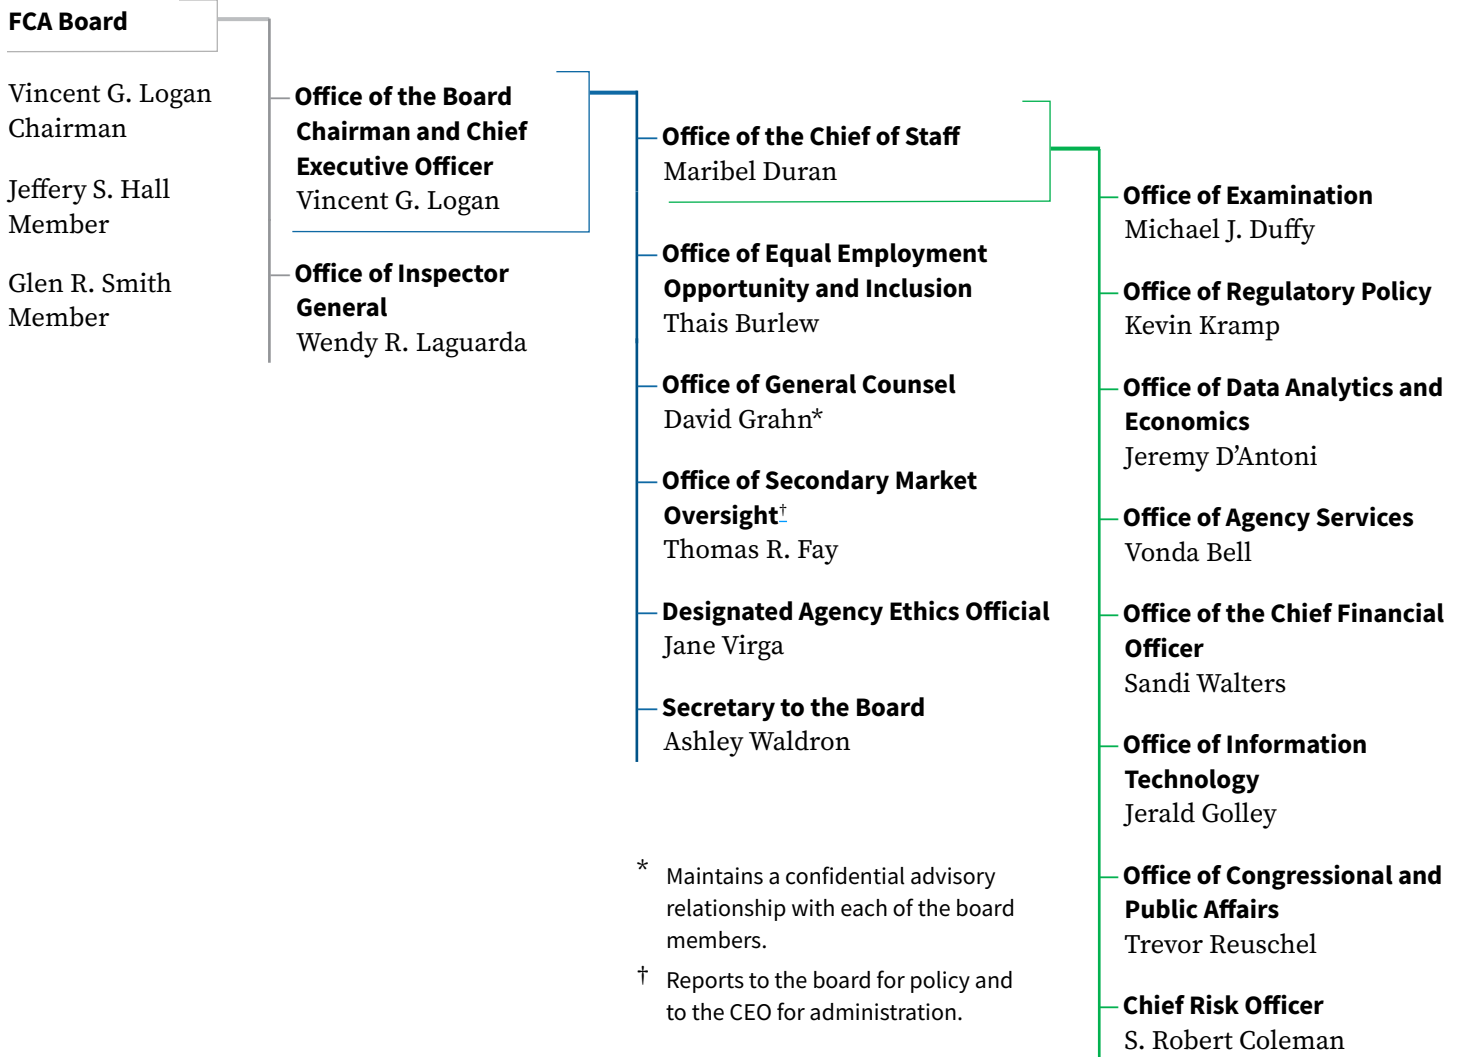 FCA Board
Vincent G. Logan
Chairman
Jeffery S. Hall
Member
Glen R. Smith
Member
Office of the Board
Chairman and Chief
Executive Officer
Vincent G. Logan
Office of Inspector
General
Wendy R. Laguarda
Office of the Chief of Staff
Maribel Duran
Office of Equal Employment
Opportunity and Inclusion
Thais Burlew
Office of General Counsel
David Grahn*
Office of Secondary Market
Oversight†
Thomas R. Fay
Designated Agency Ethics Official
Jane Virga
Secretary to the Board
Ashley Waldron
* Maintains a confidential advisory
relationship with each of the board
members.
† Reports to the board for policy and
to the CEO for administration.
Office of Examination
Michael J. Duffy
Office of Regulatory Policy
Kevin Kramp
Office of Data Analytics and
Economics
Jeremy D’Antoni
Office of Agency Services
Vonda Bell
Office of the Chief Financial
Officer
Sandi Walters
Office of Information
Technology
Jerald Golley
Office of Congressional and
Public Affairs
Trevor Reuschel
Chief Risk Officer
S. Robert Coleman